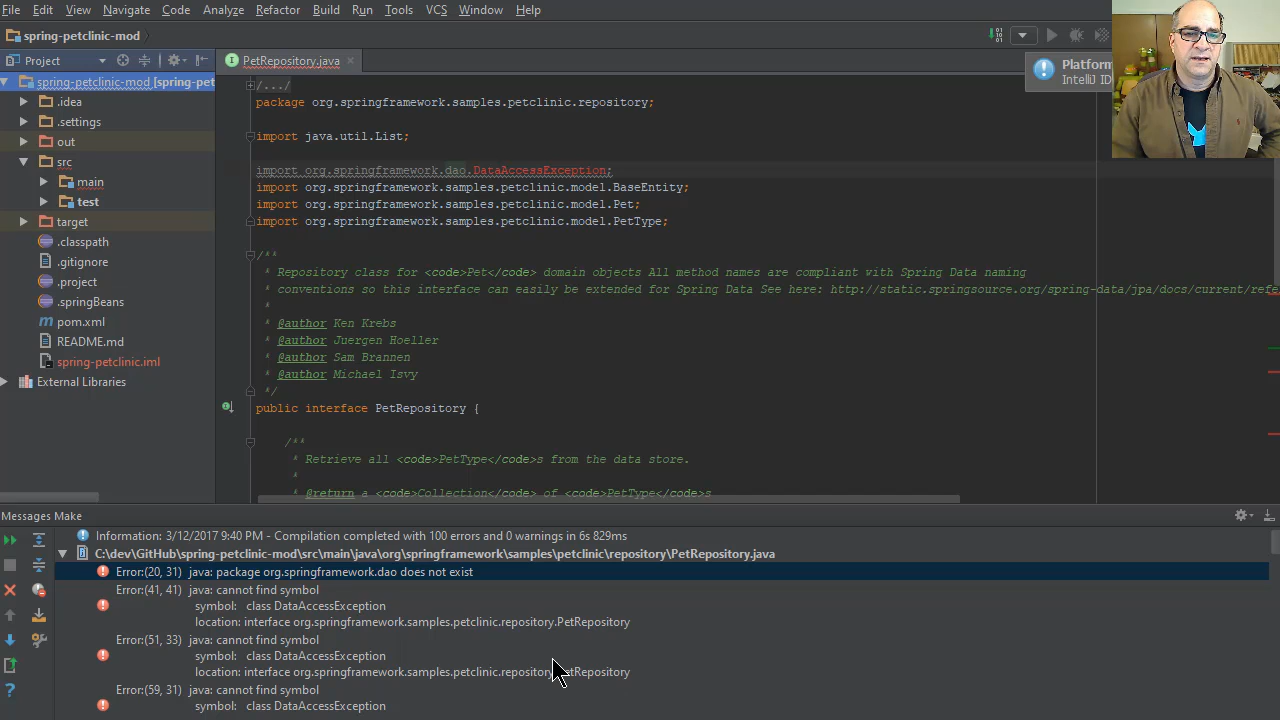 File Edit View Navigate Code Analyze Refactor Build Run Tools VCS Window Help
spring-petclinic-mod
Project
PetRepository.java
Platform
IntelliJ ID
spring-petclinic-mod [spring-pet
.idea
.settings
out
src
main
test
target
.classpath
.gitignore
.project
.springBeans
pom.xml
README.md
spring-petclinic.iml
External Libraries
/.../
package org.springframework.samples.petclinic.repository;
import java.util.List;
import org.springframework.dao.DataAccessException;
import org.springframework.samples.petclinic.model.BaseEntity;
import org.springframework.samples.petclinic.model.Pet;
import org.springframework.samples.petclinic.model.PetType;
/**
* Repository class for <code>Pet</code> domain objects All method names are compliant with Spring Data naming
* conventions so this interface can easily be extended for Spring Data See here: http://static.springsource.org/spring-data/jpa/docs/current/refe
*
* @author Ken Krebs
* @author Juergen Hoeller
* @author Sam Brannen
* @author Michael Isvy
*/
public interface PetRepository {
/**
* Retrieve all <code>PetType</code>s from the data store.
*
* @return a <code>Collection</code> of <code>PetType</code>s
Messages Make
Information: 3/12/2017 9:40 PM - Compilation completed with 100 errors and 0 warnings in 6s 829ms
C:\dev\GitHub\spring-petclinic-mod\src\main\java\org\springframework\samples\petclinic\repository\PetRepository.java
Error:(20, 31) java: package org.springframework.dao does not exist
Error:(41, 41) java: cannot find symbol
symbol: class DataAccessException
location: interface org.springframework.samples.petclinic.repository.PetRepository
Error:(51, 33) java: cannot find symbol
symbol: class DataAccessException
location: interface org.springframework.samples.petclinic.repository.PetRepository
Error:(59, 31) java: cannot find symbol
symbol: class DataAccessException